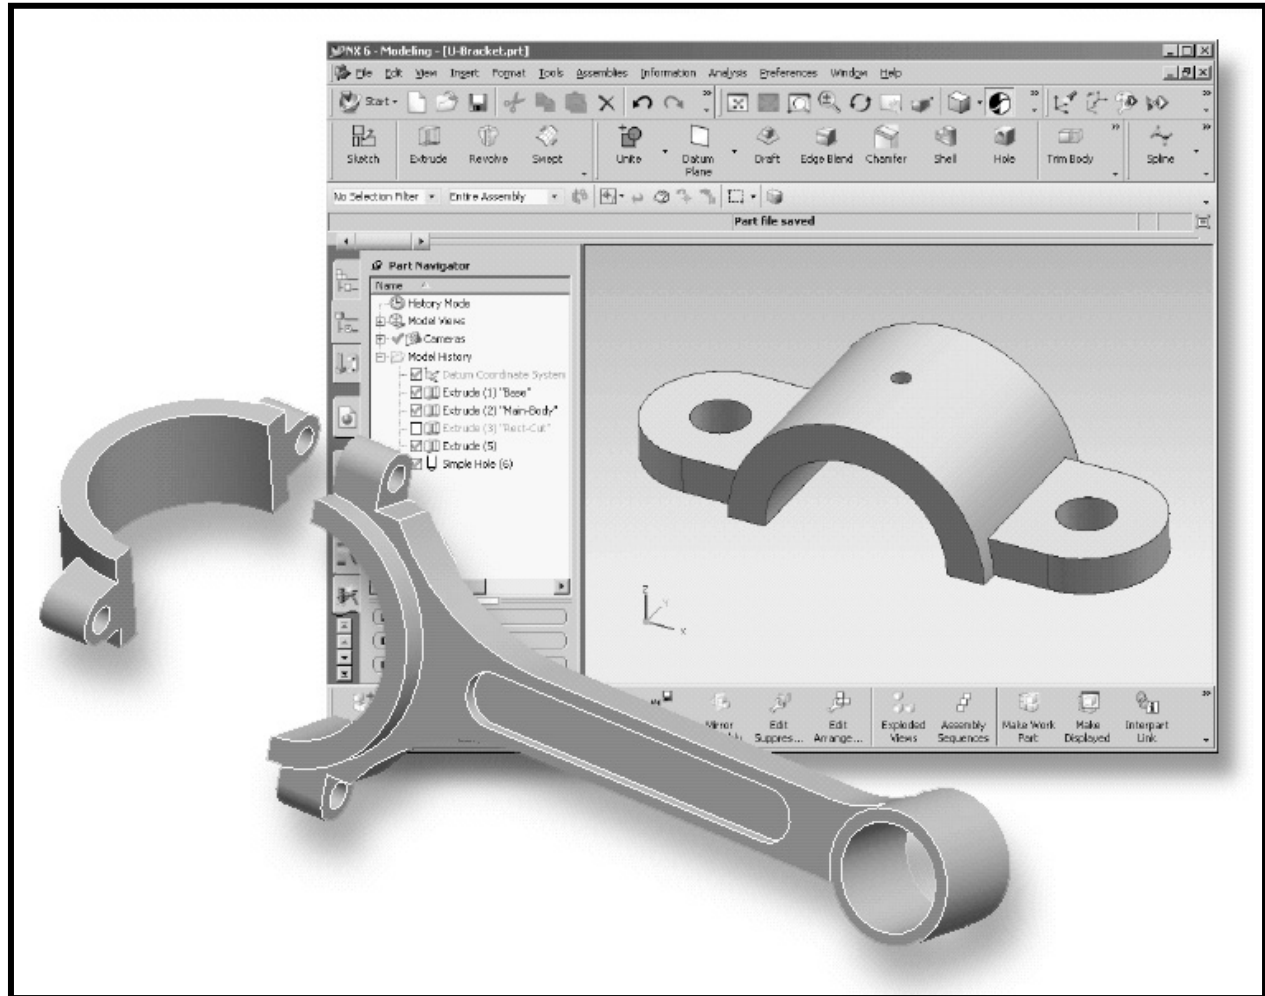 NX 6 - Modeling - [U-Bracket.prt]
File Edit View Insert Format Tools Assemblies Information Analysis Preferences Window Help
Start
Sketch Extrude Revolve Swept Unite Datum Plane Draft Edge Blend Chamfer Shell Hole Trim Body Spline
No Selection Filter Entire Assembly
Part file saved
Part Navigator
Name
History Mode
Model Views
Cameras
Model History
Datum Coordinate System
Extrude (1) "Base"
Extrude (2) "Main-Body"
Extrude (3) "Rect-Cut"
Extrude (5)
Simple Hole (6)
Z
Y
X
Mirror Edit Edit Exploded Assembly Make Work Make Interpart
Suppres... Arrange... Views Sequences Part Displayed Link